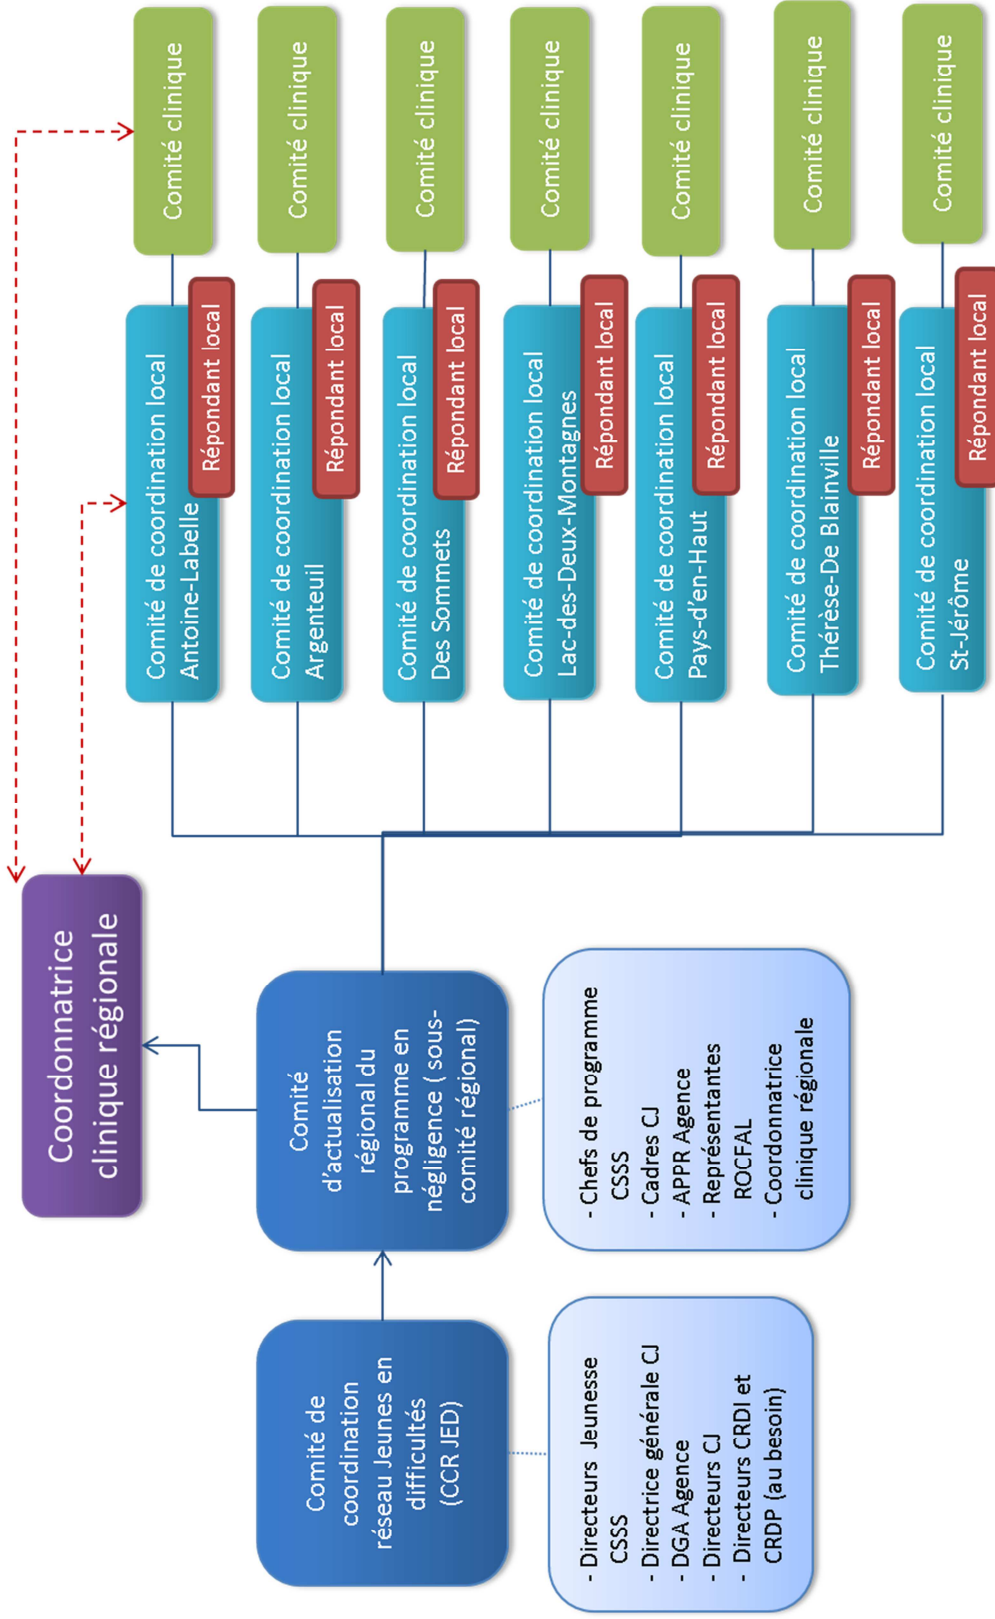 Coordonnatrice
clinique régionale
Comité de
coordination
réseau Jeunes en
difficultés
(CCR JED)
- Directeurs Jeunesse
CSSS
- Directrice générale CJ
- DGA Agence
- Directeurs CJ
- Directeurs CRDI et
CRDP (au besoin)
Comité
d'actualisation
régional du
programme en
négligence ( sous-
comité régional)
- Chefs de programme
CSSS
- Cadres CJ
- APPR Agence
- Représentantes
ROCFAL
- Coordonnatrice
clinique régionale
Comité de coordination local
Antoine-Labelle
Répondant local
Comité clinique
Comité de coordination local
Argenteuil
Répondant local
Comité clinique
Comité de coordination local
Des Sommets
Répondant local
Comité clinique
Comité de coordination local
Lac-des-Deux-Montagnes
Répondant local
Comité clinique
Comité de coordination local
Pays-d'en-Haut
Répondant local
Comité clinique
Comité de coordination local
Thérèse-De Blainville
Répondant local
Comité clinique
Comité de coordination local
St-Jérôme
Répondant local
Comité clinique